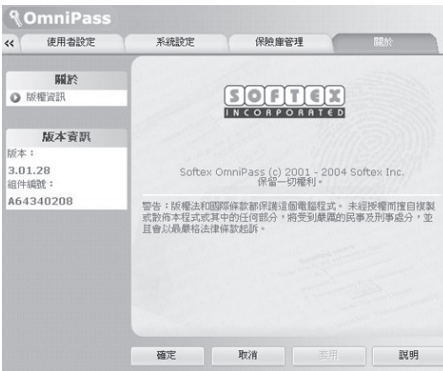 OmniPass
<< 使用者設定 系統設定 保險庫管理 關於
關於
版權資訊
版本資訊
版本：
3.01.28
組件編號：
A64340208
SOFTEX
INCORPORATED
Softex OmniPass (c) 2001 - 2004 Softex Inc.
保留一切權利。
警告：版權法和國際條款都保護這個電腦程式。 未經授權而擅自複製
或散佈本程式或其中的任何部分，將受到嚴厲的民事及刑事處分，並
且會以最嚴格法律條款起訴。
確定 取消 套用 說明